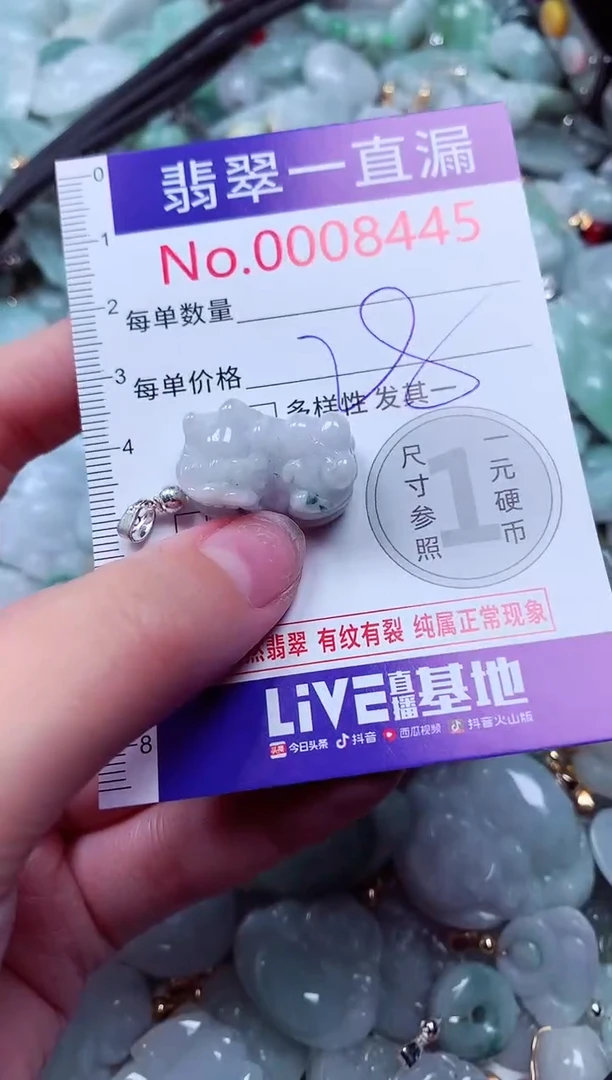 翡翠一直漏
No.0008445
0
1
2
3
4
8
每单数量
每单价格
28
多样性 发其一
尺寸参照
1
一元硬币
翡翠 有纹有裂 纯属正常现象
LiVE直播基地
今日头条 抖音 西瓜视频 抖音火山版